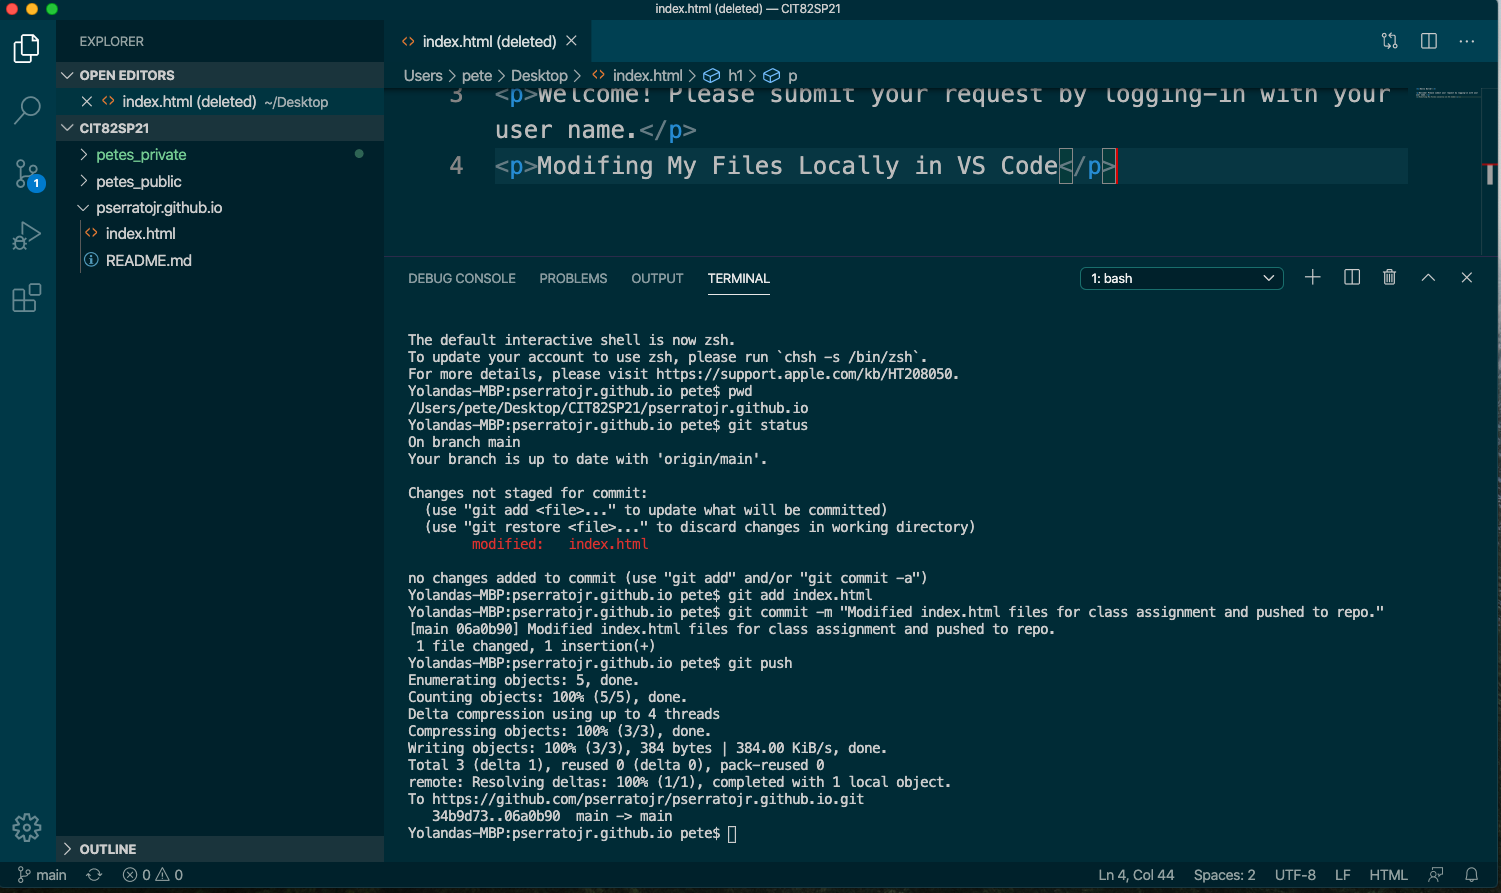 index.html (deleted) — CIT82SP21
EXPLORER
OPEN EDITORS
index.html (deleted) ~/Desktop
CIT82SP21
petes_private
petes_public
pserratojr.github.io
index.html
README.md
OUTLINE
1
index.html (deleted)
Users > pete > Desktop > index.html > h1 > p
3 <p>Welcome! Please submit your request by logging-in with your
user name.</p>
4 <p>Modifing My Files Locally in VS Code</p>
DEBUG CONSOLE PROBLEMS OUTPUT TERMINAL 1: bash
The default interactive shell is now zsh.
To update your account to use zsh, please run `chsh -s /bin/zsh`.
For more details, please visit https://support.apple.com/kb/HT208050.
Yolandas-MBP:pserratojr.github.io pete$ pwd
/Users/pete/Desktop/CIT82SP21/pserratojr.github.io
Yolandas-MBP:pserratojr.github.io pete$ git status
On branch main
Your branch is up to date with 'origin/main'.
Changes not staged for commit:
(use "git add <file>..." to update what will be committed)
(use "git restore <file>..." to discard changes in working directory)
modified: index.html
no changes added to commit (use "git add" and/or "git commit -a")
Yolandas-MBP:pserratojr.github.io pete$ git add index.html
Yolandas-MBP:pserratojr.github.io pete$ git commit -m "Modified index.html files for class assignment and pushed to repo."
[main 06a0b90] Modified index.html files for class assignment and pushed to repo.
1 file changed, 1 insertion(+)
Yolandas-MBP:pserratojr.github.io pete$ git push
Enumerating objects: 5, done.
Counting objects: 100% (5/5), done.
Delta compression using up to 4 threads
Compressing objects: 100% (3/3), done.
Writing objects: 100% (3/3), 384 bytes | 384.00 KiB/s, done.
Total 3 (delta 1), reused 0 (delta 0), pack-reused 0
remote: Resolving deltas: 100% (1/1), completed with 1 local object.
To https://github.com/pserratojr/pserratojr.github.io.git
34b9d73..06a0b90 main -> main
Yolandas-MBP:pserratojr.github.io pete$
main 0 0 Ln 4, Col 44 Spaces: 2 UTF-8 LF HTML